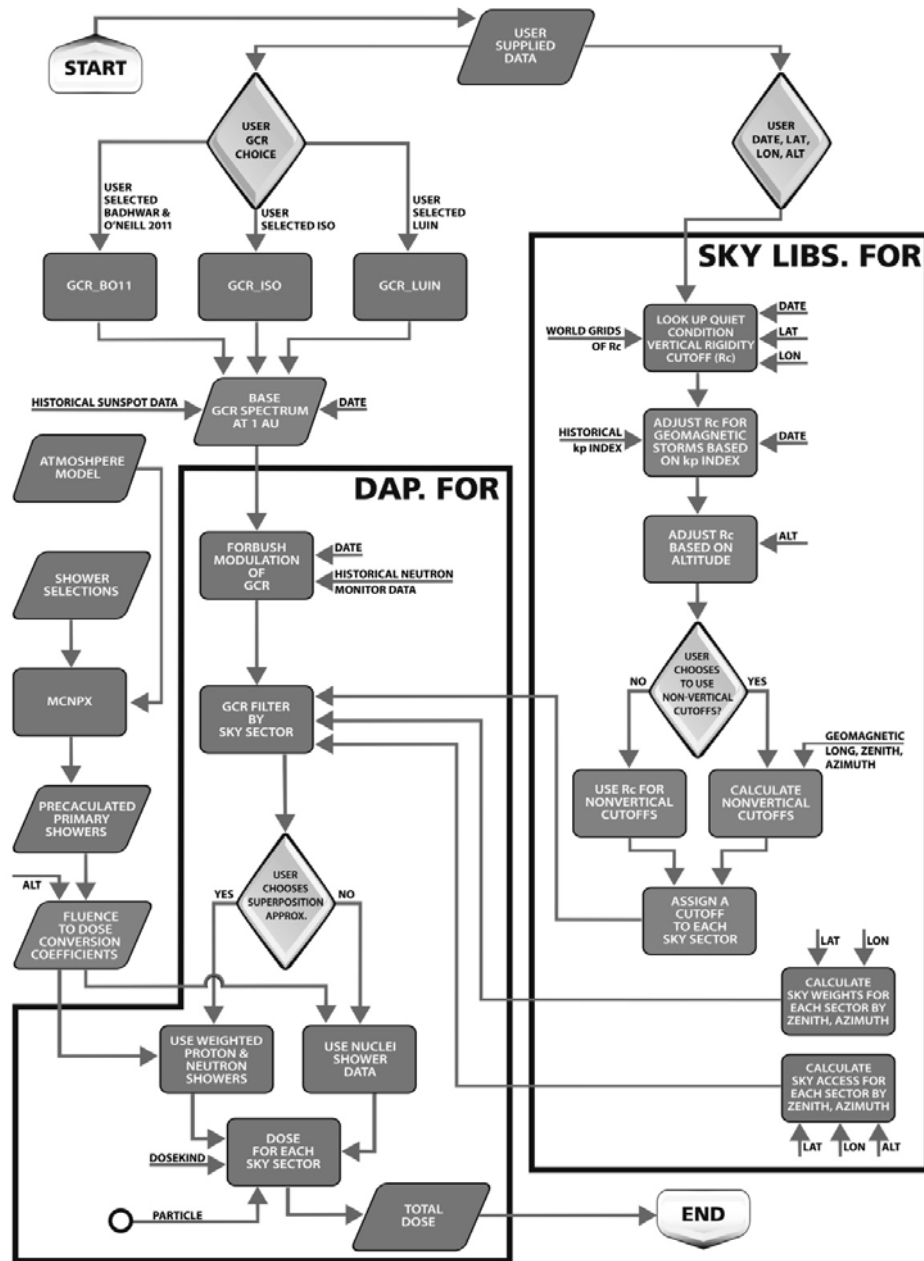 START
USER
SUPPLIED
DATA
USER
GCR
CHOICE
USER
DATE, LAT,
LON, ALT
USER
SELECTED
BADHWAR &
O'NEILL 2011
USER
SELECTED ISO
USER
SELECTED
LUIN
GCR_BO11
GCR_ISO
GCR_LUIN
SKY LIBS. FOR
WORLD GRIDS
OF Rc
LOOK UP QUIET
CONDITION
VERTICAL RIGIDITY
CUTOFF (Rc)
DATE
LAT
LON
HISTORICAL SUNSPOT DATA
BASE
GCR SPECTRUM
AT 1 AU
DATE
HISTORICAL
kp INDEX
ADJUST Rc FOR
GEOMAGNETIC
STORMS BASED
ON kp INDEX
DATE
ATMOSHPERE
MODEL
DAP. FOR
FORBUSH
MODULATION
OF
GCR
DATE
HISTORICAL NEUTRON
MONITOR DATA
ADJUST Rc
BASED ON
ALTITUDE
ALT
SHOWER
SELECTIONS
MCNPX
GCR FILTER
BY
SKY SECTOR
USER
CHOOSES
TO USE
NON-VERTICAL
CUTOFFS?
NO
YES
GEOMAGNETIC
LONG, ZENITH,
AZIMUTH
USE Rc FOR
NONVERTICAL
CUTOFFS
CALCULATE
NONVERTICAL
CUTOFFS
PRECACULATED
PRIMARY
SHOWERS
ALT
FLUENCE
TO DOSE
CONVERSION
COEFFICIENTS
YES
USER
CHOOSES
SUPERPOSITION
APPROX.
NO
ASSIGN A
CUTOFF
TO EACH
SKY SECTOR
LAT
LON
CALCULATE
SKY WEIGHTS FOR
EACH SECTOR BY
ZENITH, AZIMUTH
USE WEIGHTED
PROTON &
NEUTRON
SHOWERS
USE NUCLEI
SHOWER
DATA
CALCULATE
SKY ACCESS FOR
EACH SECTOR BY
ZENITH, AZIMUTH
LAT
LON
ALT
DOSEKIND
DOSE
FOR EACH
SKY SECTOR
PARTICLE
TOTAL
DOSE
END